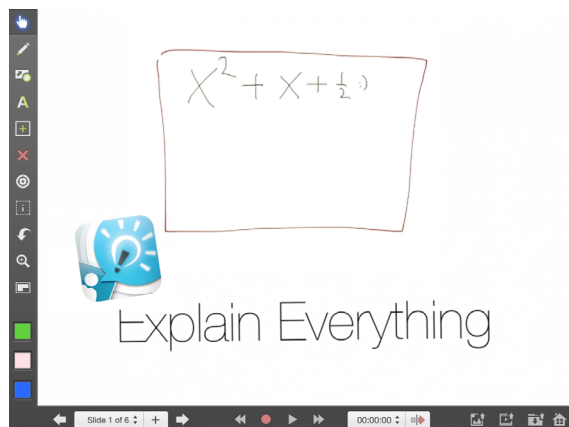 x² + x + ½ :)
Explain Everything
Slide 1 of 6
00:00:00